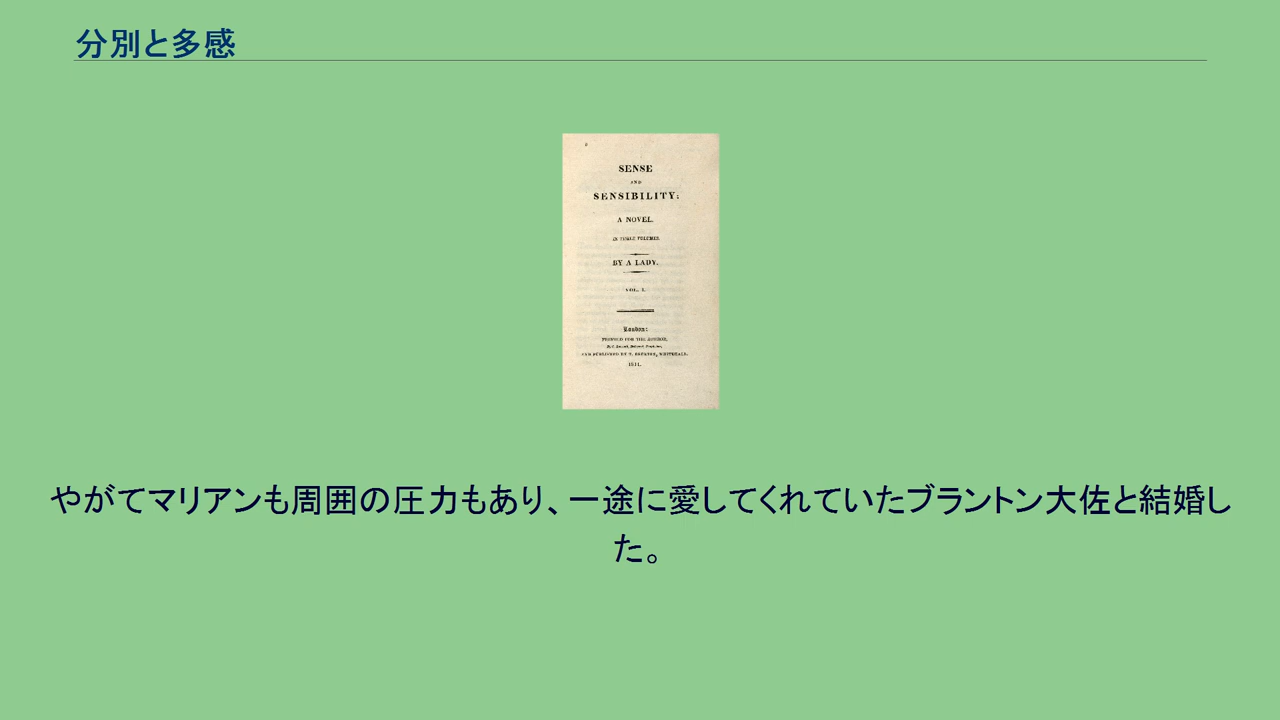 分別と多感
SENSE
AND
SENSIBILITY:
A NOVEL.
IN THREE VOLUMES.
BY A LADY.
VOL. I.
London:
PRINTED FOR THE AUTHOR,
AND PUBLISHED BY T. EGERTON, WHITEHALL.
1811.
やがてマリアンも周囲の圧力もあり、一途に愛してくれていたブラントン大佐と結婚し
た。